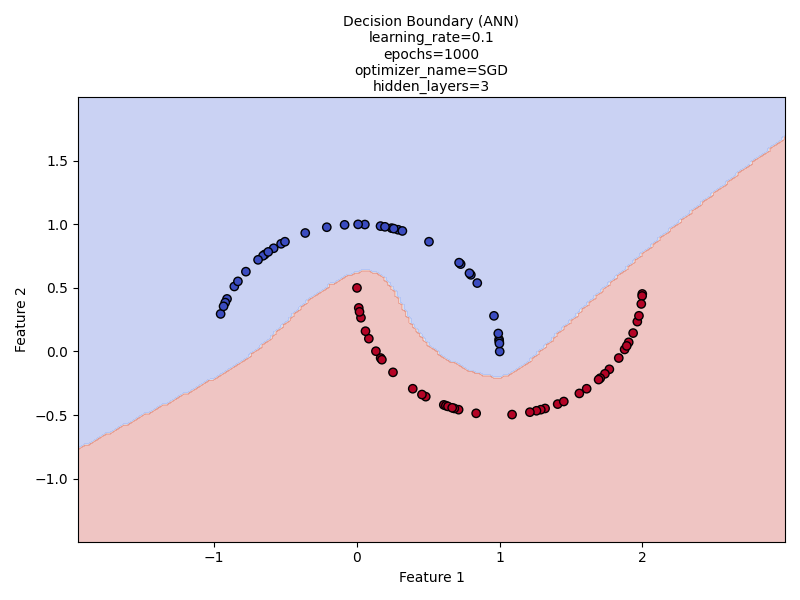 Decision Boundary (ANN)
learning_rate=0.1
epochs=1000
optimizer_name=SGD
hidden_layers=3
1.5
1.0
0.5
0.0
−0.5
−1.0
Feature 2
−1
0
1
2
Feature 1